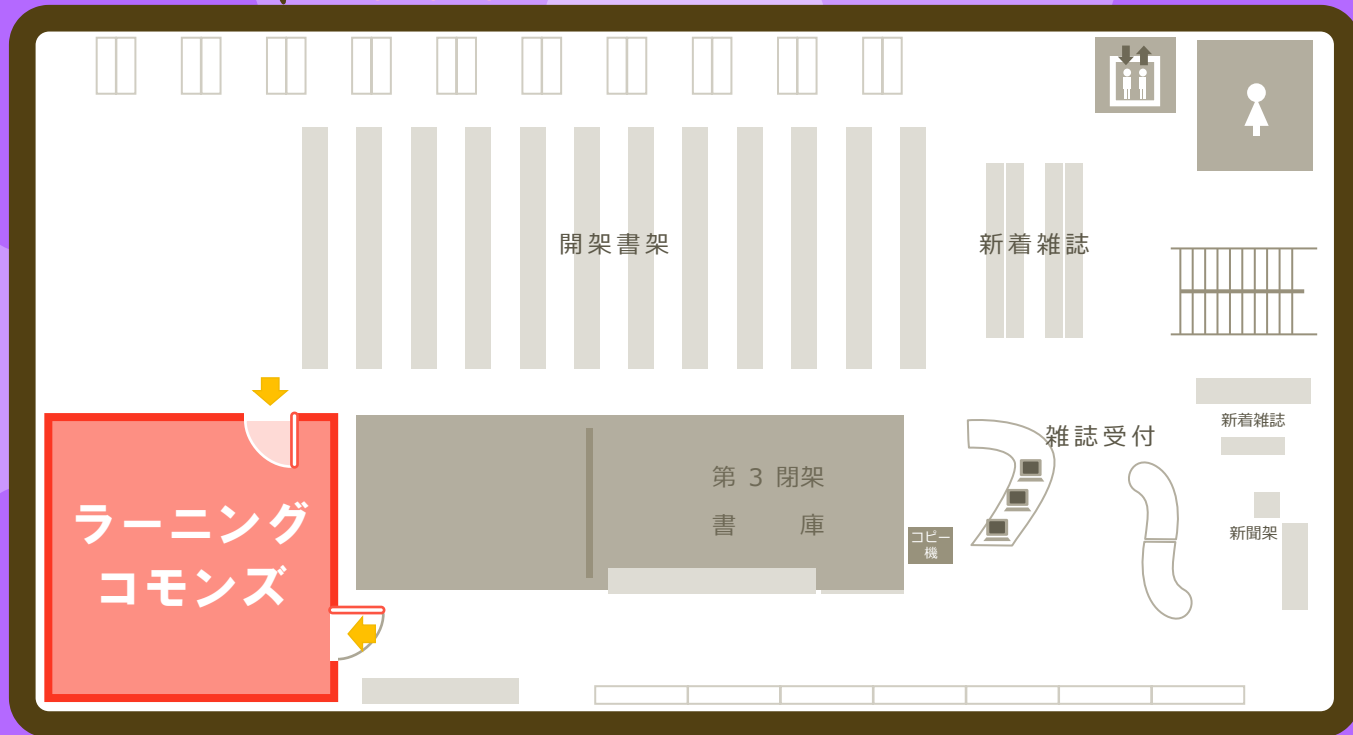 開架書架
新着雑誌
新着雑誌
雑誌受付
第 3 閉架
書 庫
コピー
機
新聞架
ラーニング
コモンズ